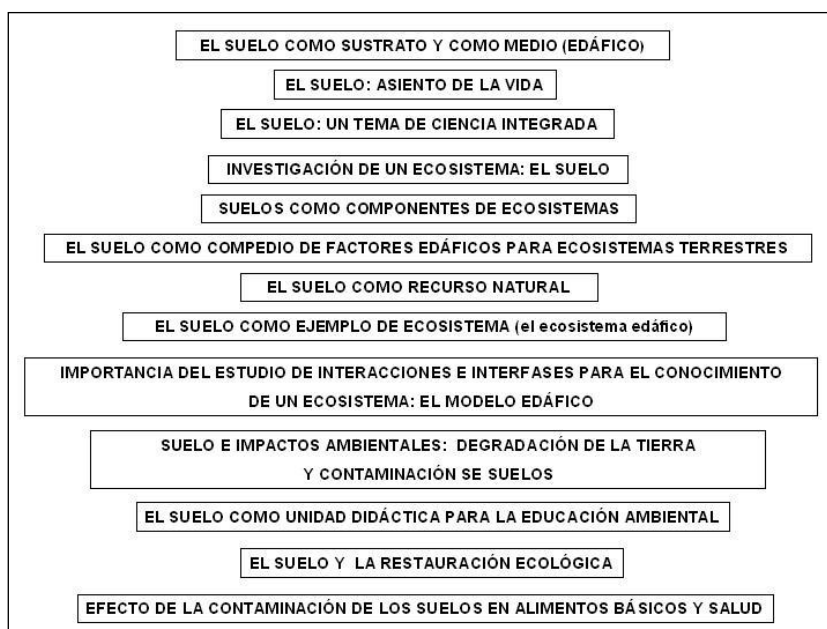 EL SUELO COMO SUSTRATO Y COMO MEDIO (EDÁFICO)
EL SUELO: ASIENTO DE LA VIDA
EL SUELO: UN TEMA DE CIENCIA INTEGRADA
INVESTIGACIÓN DE UN ECOSISTEMA: EL SUELO
SUELOS COMO COMPONENTES DE ECOSISTEMAS
EL SUELO COMO COMPEDIO DE FACTORES EDÁFICOS PARA ECOSISTEMAS TERRESTRES
EL SUELO COMO RECURSO NATURAL
EL SUELO COMO EJEMPLO DE ECOSISTEMA (el ecosistema edáfico)
IMPORTANCIA DEL ESTUDIO DE INTERACCIONES E INTERFASES PARA EL CONOCIMIENTO
DE UN ECOSISTEMA: EL MODELO EDÁFICO
SUELO E IMPACTOS AMBIENTALES: DEGRADACIÓN DE LA TIERRA
Y CONTAMINACIÓN SE SUELOS
EL SUELO COMO UNIDAD DIDÁCTICA PARA LA EDUCACIÓN AMBIENTAL
EL SUELO Y LA RESTAURACIÓN ECOLÓGICA
EFECTO DE LA CONTAMINACIÓN DE LOS SUELOS EN ALIMENTOS BÁSICOS Y SALUD